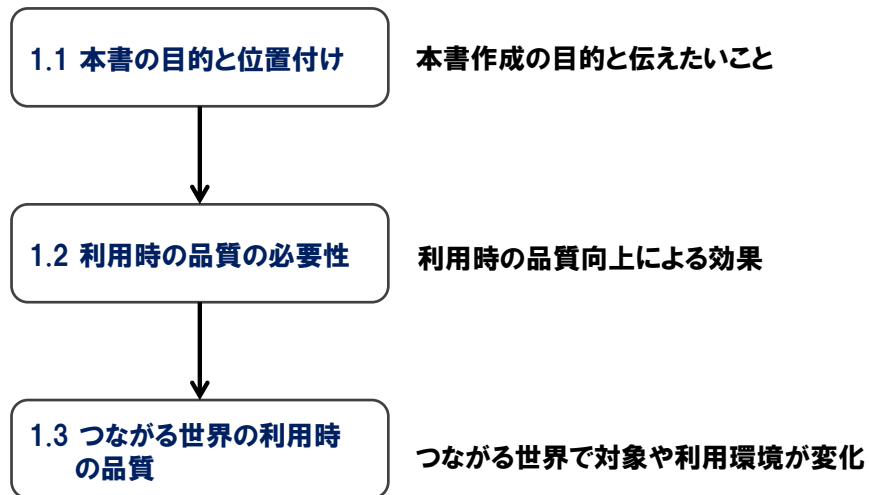 1.1 本書の目的と位置付け
本書作成の目的と伝えたいこと
1.2 利用時の品質の必要性
利用時の品質向上による効果
1.3 つながる世界の利用時
の品質
つながる世界で対象や利用環境が変化